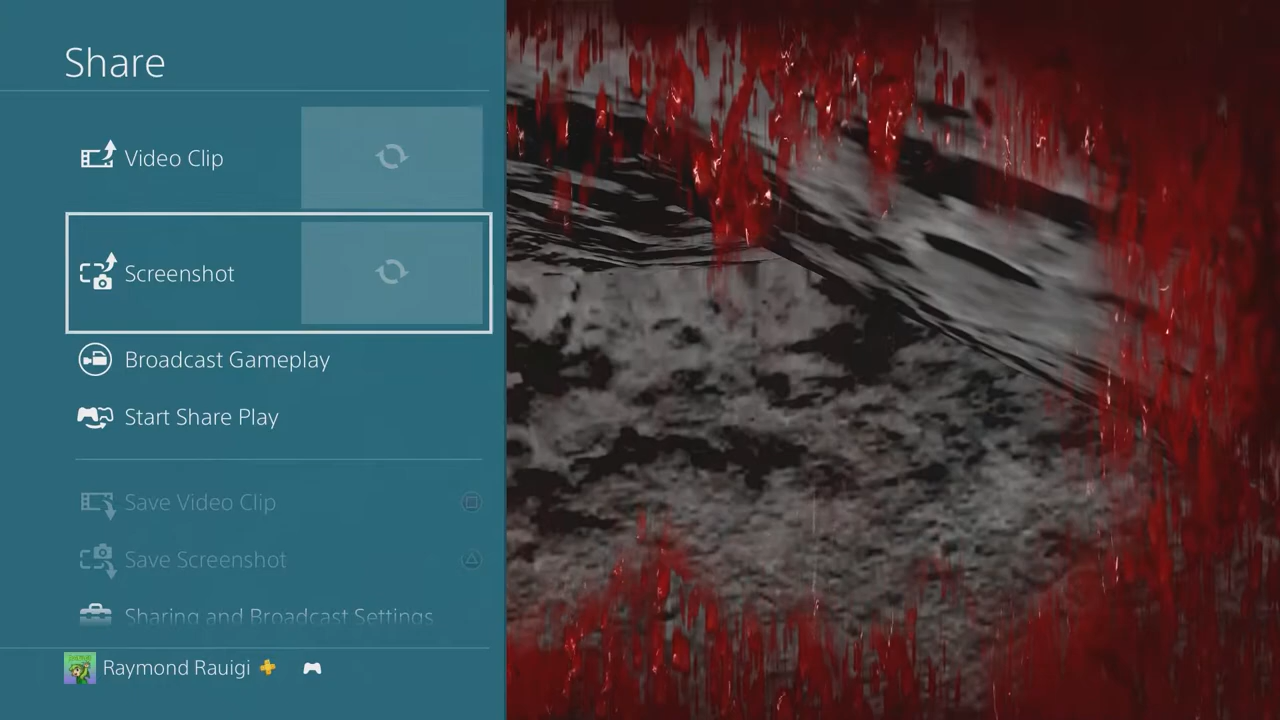 Share
Video Clip
Screenshot
Broadcast Gameplay
Start Share Play
Save Video Clip
Save Screenshot
Sharing and Broadcast Settings
Raymond Rauigi